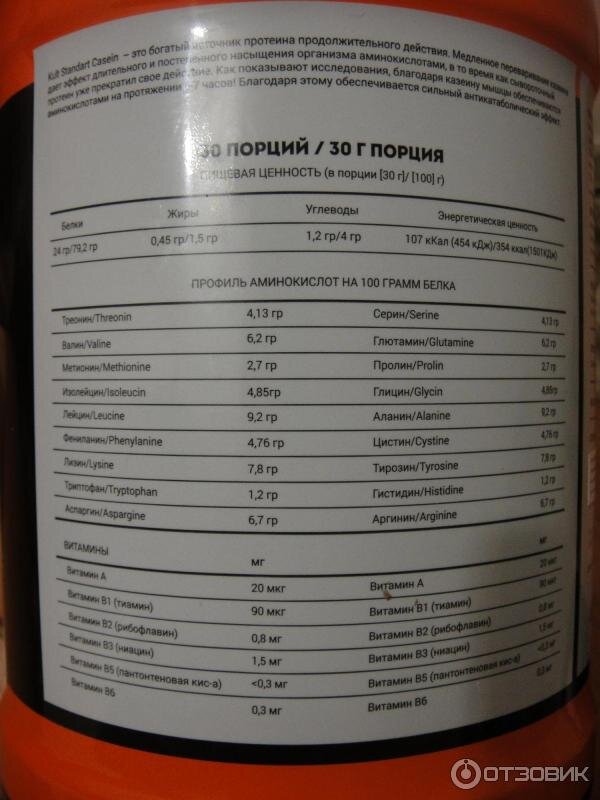 Kult Standart Casein – это богатый источник протеина продолжительного действия. Медленное переваривание казеина
дает эффект длительного и постепенного насыщения организма аминокислотами, в то время как сывороточный
протеин уже прекратил свое действие. Как показывают исследования, благодаря казеину мышцы обеспечиваются
аминокислотами на протяжении часов! Благодаря этому обеспечивается сильный антикатаболический эффект
30 ПОРЦИЙ / 30 Г ПОРЦИЯ
ПИЩЕВАЯ ЦЕННОСТЬ (в порции [30 г]/ [100] г)
Белки Жиры Углеводы Энергетическая ценность
24 гр/79,2 гр 0,45 гр/1,5 гр 1,2 гр/4 гр 107 кКал (454 кДж)/354 ккал(1501КДж)
ПРОФИЛЬ АМИНОКИСЛОТ НА 100 ГРАММ БЕЛКА
Треонин/Threonin 4,13 гр Серин/Serine 4,13 гр
Валин/Valine 6,2 гр Глютамин/Glutamine 6,2 гр
Метионин/Methionine 2,7 гр Пролин/Prolin 2,7 гр
Изолейцин/Isoleucin 4,85гр Глицин/Glycin 4,85гр
Лейцин/Leucine 9,2 гр Аланин/Alanine 9,2 гр
Фениланин/Phenylanine 4,76 гр Цистин/Cystine 4,76 гр
Лизин/Lysine 7,8 гр Тирозин/Tyrosine 7,8 гр
Триптофан/Tryptophan 1,2 гр Гистидин/Histidine 1,2 гр
Аспаргин/Aspargine 6,7 гр Аргинин/Arginine 6,7 гр
ВИТАМИНЫ мг мг
Витамин А 20 мкг Витамин А 20 мкг
Витамин В1 (тиамин) 90 мкг Витамин В1 (тиамин) 90 мкг
Витамин В2 (рибофлавин) 0,8 мг Витамин В2 (рибофлавин) 0,8 мг
Витамин В3 (ниацин) 1,5 мг Витамин В3 (ниацин) 1,5 мг
Витамин В5 (пантонтеновая кис-а) <0,3 мг Витамин В5 (пантонтеновая кис-а) <0,3 мг
Витамин В6 0,3 мг Витамин В6 0,3 мг
ОТЗОВИК